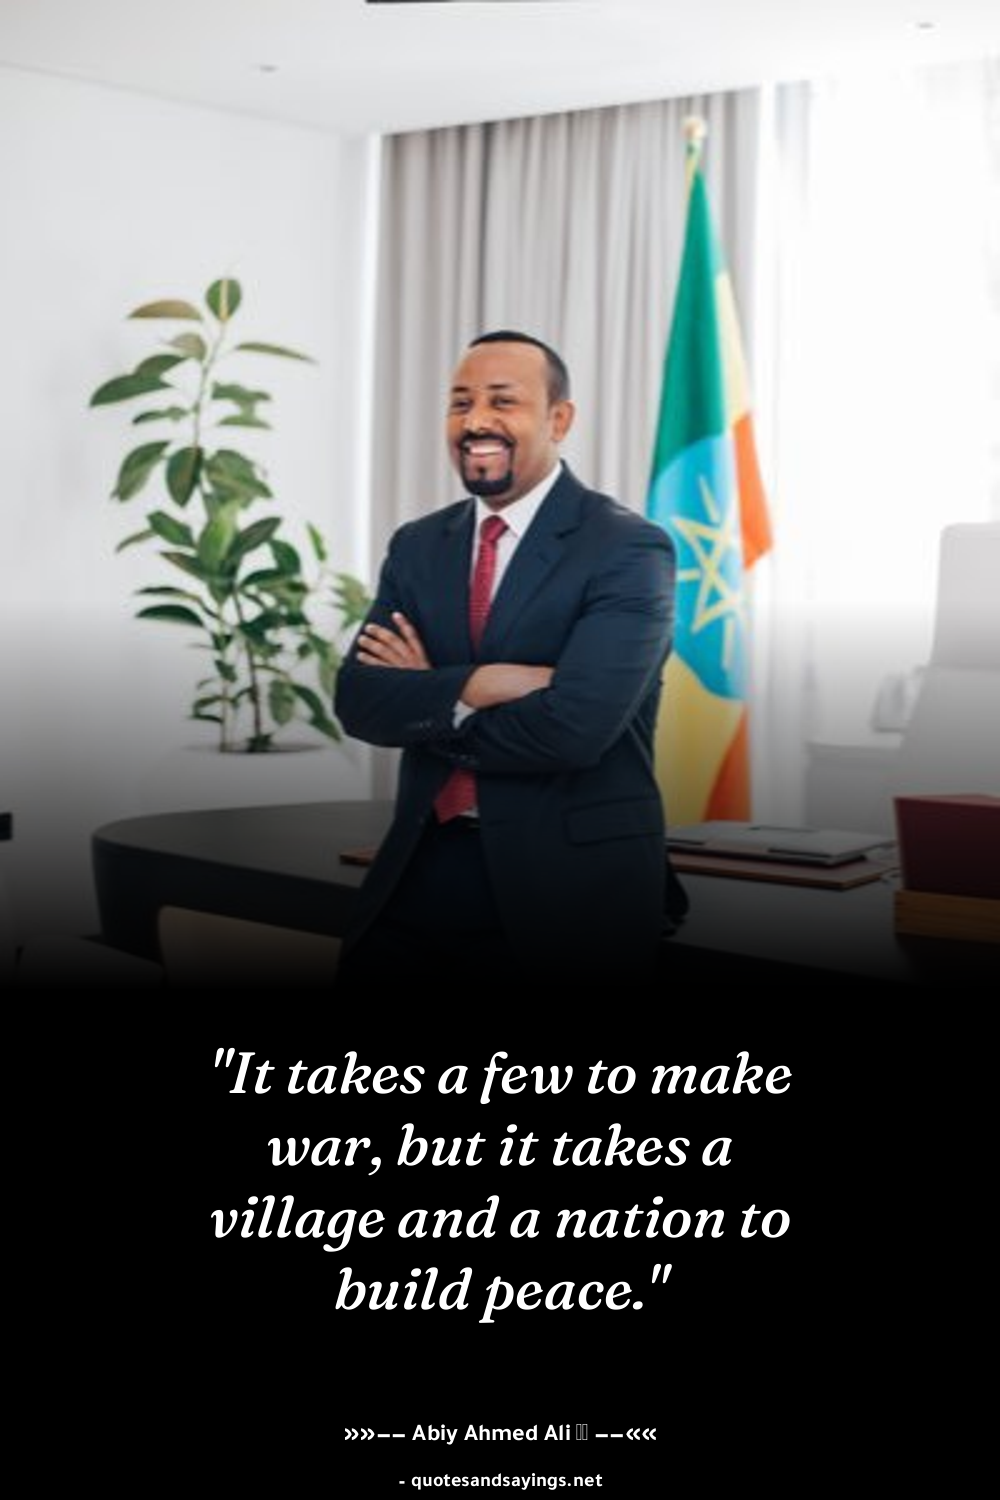 "It takes a few to make
war, but it takes a
village and a nation to
build peace."
»»–– Abiy Ahmed Ali ––««
- quotesandsayings.net